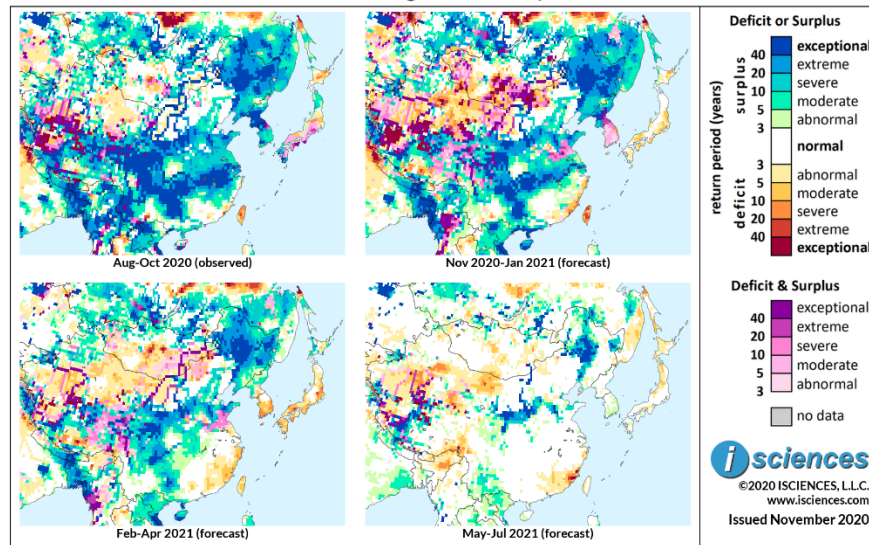 Aug-Oct 2020 (observed)
Nov 2020-Jan 2021 (forecast)
Feb-Apr 2021 (forecast)
May-Jul 2021 (forecast)
Deficit or Surplus
return period (years)
surplus
deficit
exceptional
40
extreme
20
severe
10
moderate
5
abnormal
3
normal
3
abnormal
5
moderate
10
severe
20
extreme
40
exceptional
Deficit & Surplus
exceptional
40
extreme
20
severe
10
moderate
5
abnormal
3
no data
i sciences
©2020 ISCIENCES, L.L.C.
www.isciences.com
Issued November 2020